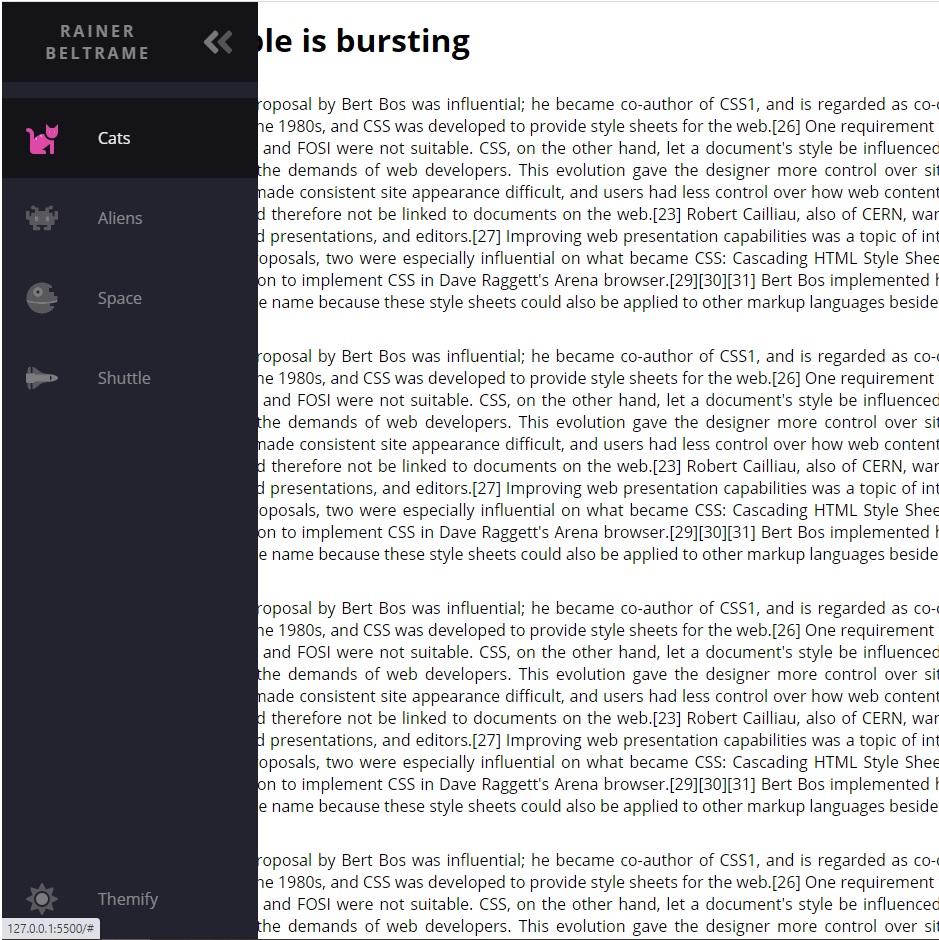 RAINER
BELTRAME
ple is bursting
Cats
Aliens
Space
Shuttle
Themify
127.0.0.1:5500/#
roposal by Bert Bos was influential; he became co-author of CSS1, and is regarded as co-
he 1980s, and CSS was developed to provide style sheets for the web.[26] One requirement
and FOSI were not suitable. CSS, on the other hand, let a document's style be influenced
the demands of web developers. This evolution gave the designer more control over sit
made consistent site appearance difficult, and users had less control over how web content
d therefore not be linked to documents on the web.[23] Robert Cailliau, also of CERN, wan
d presentations, and editors.[27] Improving web presentation capabilities was a topic of int
oposals, two were especially influential on what became CSS: Cascading HTML Style Shee
on to implement CSS in Dave Raggett's Arena browser.[29][30][31] Bert Bos implemented h
e name because these style sheets could also be applied to other markup languages beside
roposal by Bert Bos was influential; he became co-author of CSS1, and is regarded as co-
he 1980s, and CSS was developed to provide style sheets for the web.[26] One requirement
and FOSI were not suitable. CSS, on the other hand, let a document's style be influenced
the demands of web developers. This evolution gave the designer more control over sit
made consistent site appearance difficult, and users had less control over how web content
d therefore not be linked to documents on the web.[23] Robert Cailliau, also of CERN, wan
d presentations, and editors.[27] Improving web presentation capabilities was a topic of int
oposals, two were especially influential on what became CSS: Cascading HTML Style Shee
on to implement CSS in Dave Raggett's Arena browser.[29][30][31] Bert Bos implemented h
e name because these style sheets could also be applied to other markup languages beside
roposal by Bert Bos was influential; he became co-author of CSS1, and is regarded as co-
he 1980s, and CSS was developed to provide style sheets for the web.[26] One requirement
and FOSI were not suitable. CSS, on the other hand, let a document's style be influenced
the demands of web developers. This evolution gave the designer more control over sit
made consistent site appearance difficult, and users had less control over how web content
d therefore not be linked to documents on the web.[23] Robert Cailliau, also of CERN, wan
d presentations, and editors.[27] Improving web presentation capabilities was a topic of int
oposals, two were especially influential on what became CSS: Cascading HTML Style Shee
on to implement CSS in Dave Raggett's Arena browser.[29][30][31] Bert Bos implemented h
e name because these style sheets could also be applied to other markup languages beside
roposal by Bert Bos was influential; he became co-author of CSS1, and is regarded as co-
he 1980s, and CSS was developed to provide style sheets for the web.[26] One requirement
and FOSI were not suitable. CSS, on the other hand, let a document's style be influenced
the demands of web developers. This evolution gave the designer more control over sit